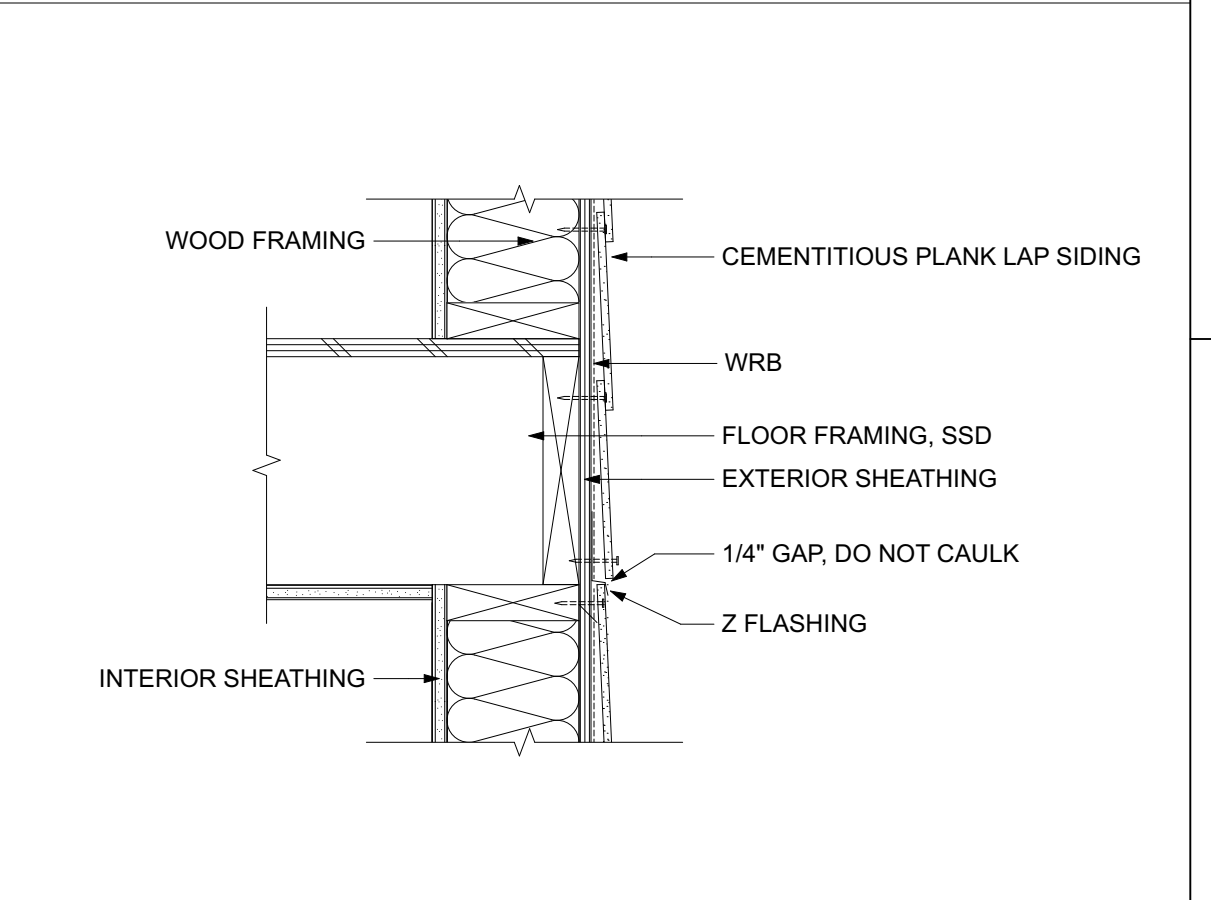 WOOD FRAMING
CEMENTITIOUS PLANK LAP SIDING
WRB
FLOOR FRAMING, SSD
EXTERIOR SHEATHING
1/4" GAP, DO NOT CAULK
Z FLASHING
INTERIOR SHEATHING